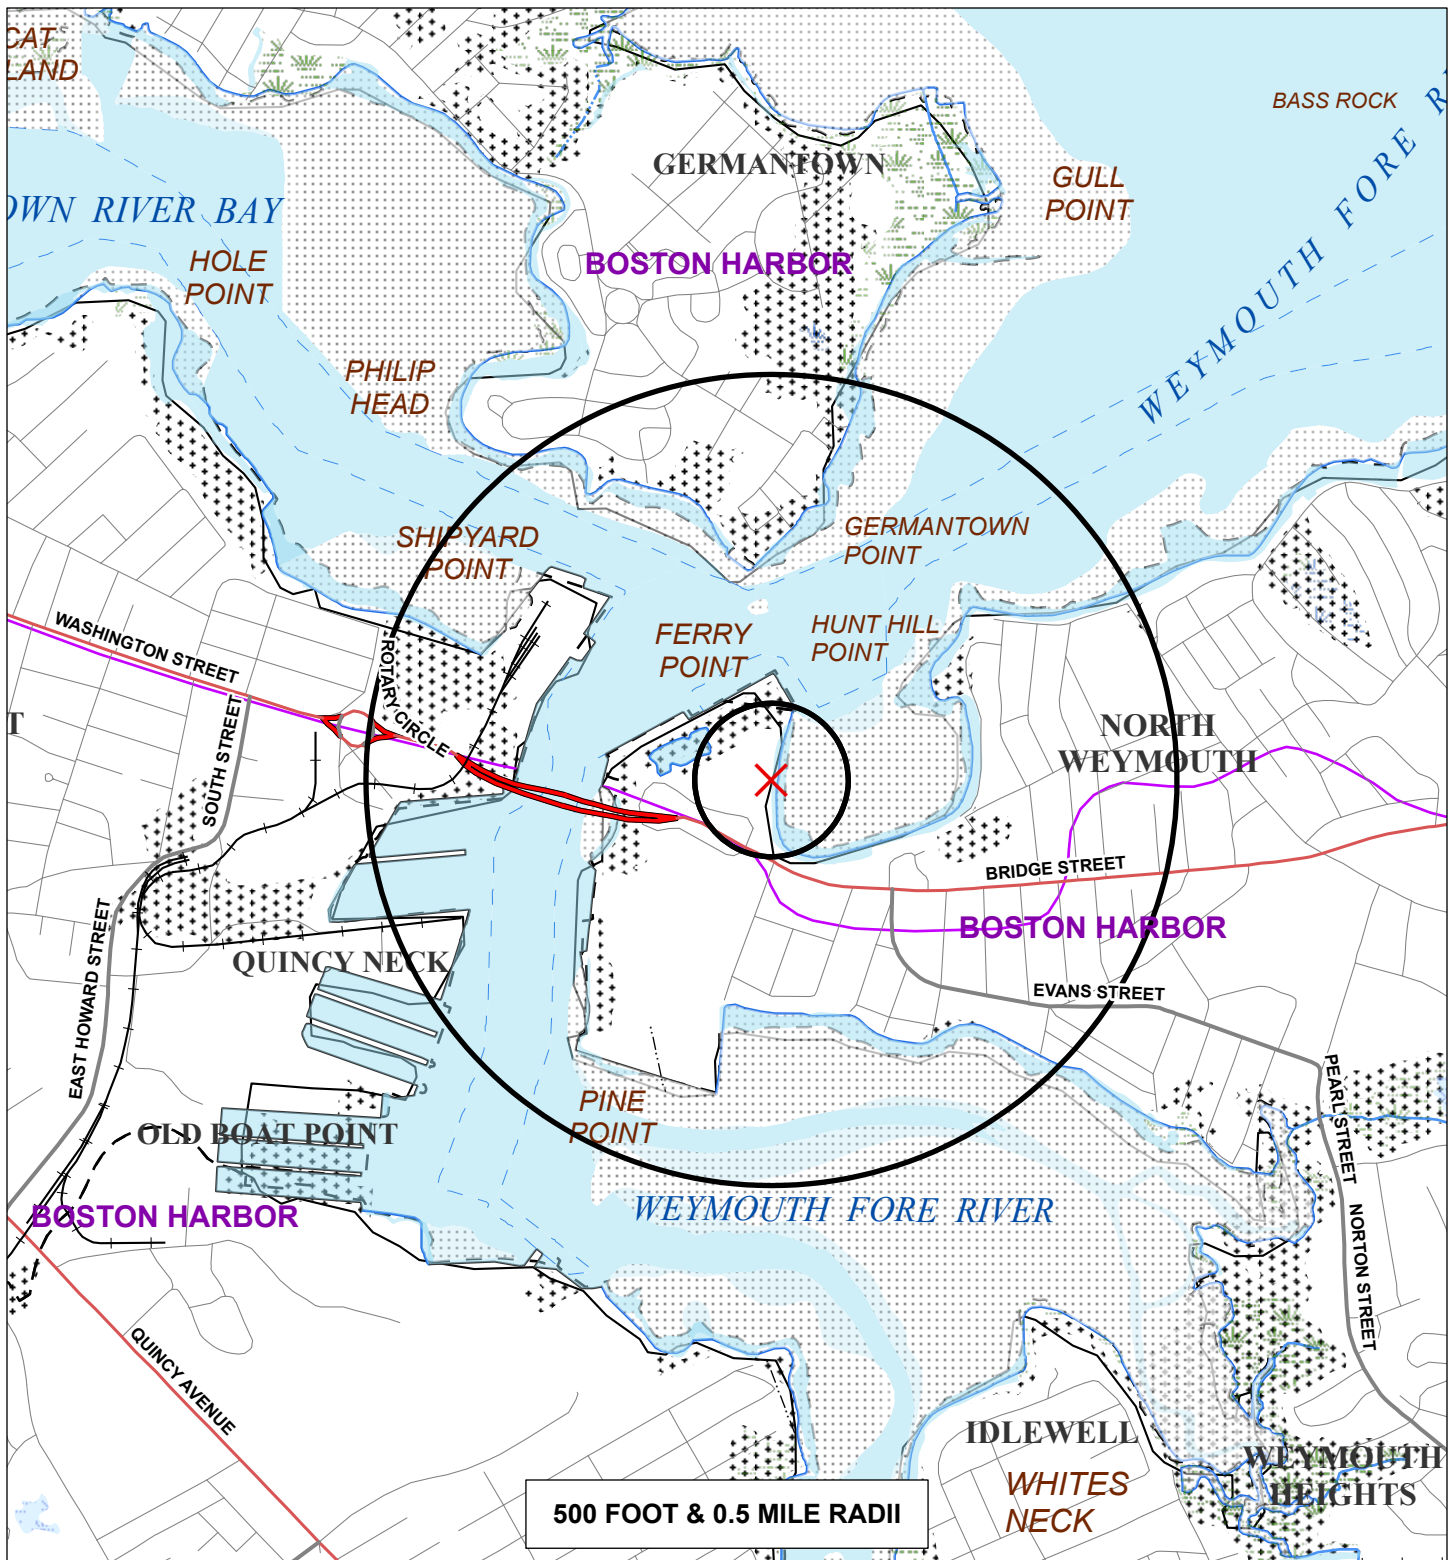 CAT
LAND
BASS ROCK
WEYMOUTH FORE R
GERMANTOWN
GULL
POINT
OWN RIVER BAY
HOLE
POINT
BOSTON HARBOR
PHILIP
HEAD
SHIPYARD
POINT
GERMANTOWN
POINT
FERRY
POINT
HUNT HILL
POINT
WASHINGTON STREET
ROTARY CIRCLE
SOUTH STREET
T
NORTH
WEYMOUTH
BRIDGE STREET
BOSTON HARBOR
QUINCY NECK
EVANS STREET
EAST HOWARD STREET
PINE
POINT
PEARL STREET
OLD BOAT POINT
BOSTON HARBOR
WEYMOUTH FORE RIVER
NORTON STREET
QUINCY AVENUE
IDLEWELL
WHITES
NECK
WEYMOUTH
HEIGHTS
500 FOOT & 0.5 MILE RADII